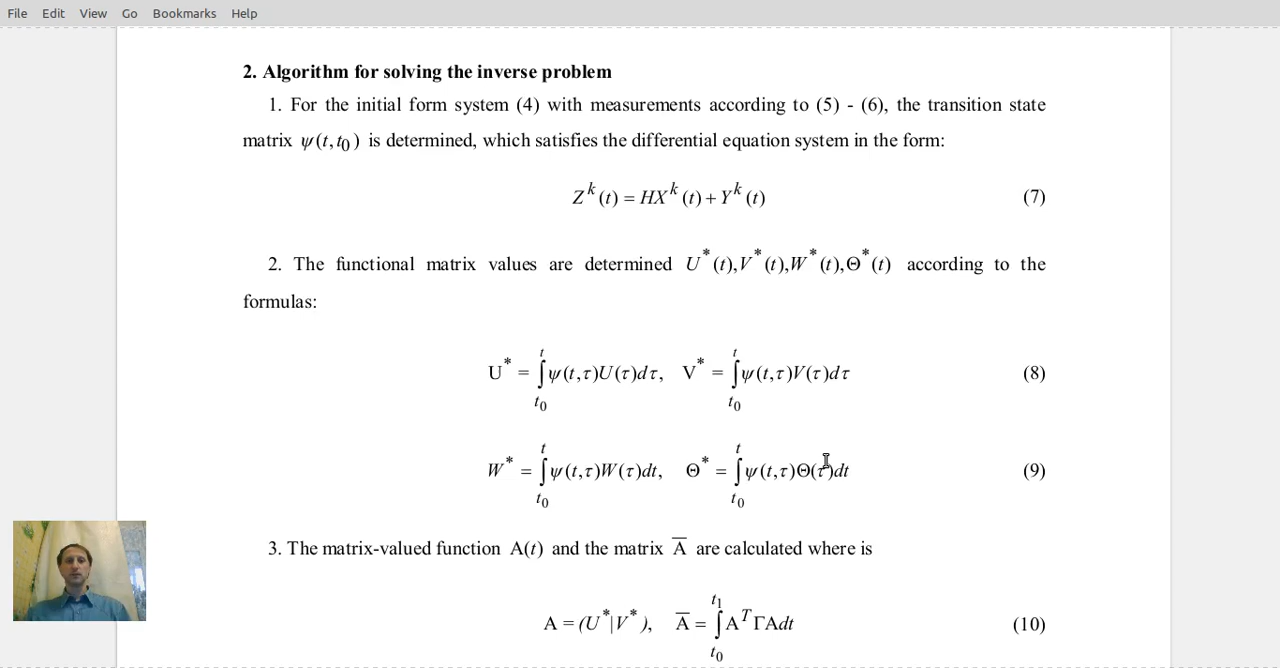 File Edit View Go Bookmarks Help
2. Algorithm for solving the inverse problem
1. For the initial form system (4) with measurements according to (5) - (6), the transition state
matrix ψ(t,t₀) is determined, which satisfies the differential equation system in the form:
Zᵏ(t) = HXᵏ(t) + Yᵏ(t) (7)
2. The functional matrix values are determined U*(t),V*(t),W*(t),Θ*(t) according to the
formulas:
U* = ∫_{t₀}^{t} ψ(t,τ)U(τ)dτ, V* = ∫_{t₀}^{t} ψ(t,τ)V(τ)dτ (8)
W* = ∫_{t₀}^{t} ψ(t,τ)W(τ)dt, Θ* = ∫_{t₀}^{t} ψ(t,τ)Θ(τ)dt (9)
3. The matrix-valued function A(t) and the matrix A̅ are calculated where is
A = (U*|V*), A̅ = ∫_{t₀}^{t₁} AᵀΓAdt (10)